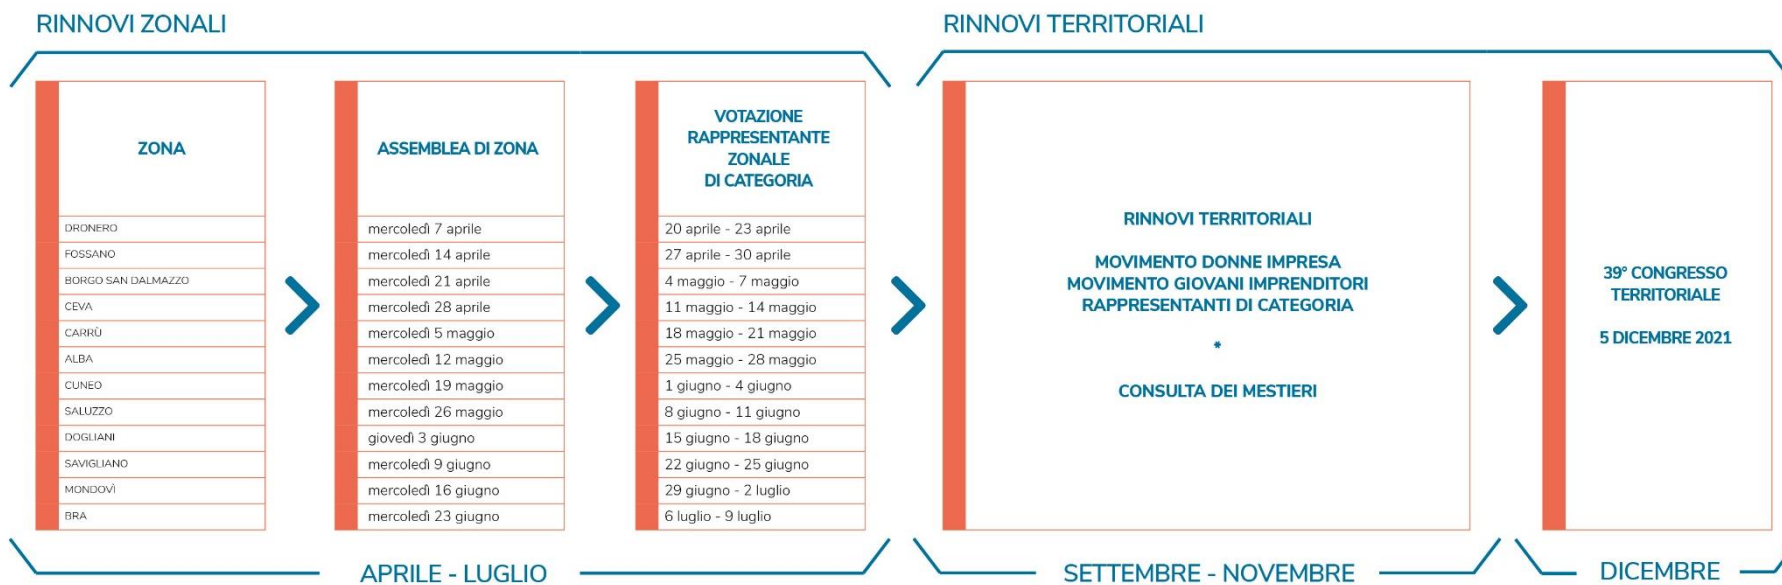 RINNOVI ZONALI
ZONA
DRONERO
FOSSANO
BORGO SAN DALMAZZO
CEVA
CARRÙ
ALBA
CUNEO
SALUZZO
DOGLIANI
SAVIGLIANO
MONDOVÌ
BRA
ASSEMBLEA DI ZONA
mercoledì 7 aprile
mercoledì 14 aprile
mercoledì 21 aprile
mercoledì 28 aprile
mercoledì 5 maggio
mercoledì 12 maggio
mercoledì 19 maggio
mercoledì 26 maggio
giovedì 3 giugno
mercoledì 9 giugno
mercoledì 16 giugno
mercoledì 23 giugno
VOTAZIONE
RAPPRESENTANTE
ZONALE
DI CATEGORIA
20 aprile - 23 aprile
27 aprile - 30 aprile
4 maggio - 7 maggio
11 maggio - 14 maggio
18 maggio - 21 maggio
25 maggio - 28 maggio
1 giugno - 4 giugno
8 giugno - 11 giugno
15 giugno - 18 giugno
22 giugno - 25 giugno
29 giugno - 2 luglio
6 luglio - 9 luglio
APRILE - LUGLIO
RINNOVI TERRITORIALI
RINNOVI TERRITORIALI
MOVIMENTO DONNE IMPRESA
MOVIMENTO GIOVANI IMPRENDITORI
RAPPRESENTANTI DI CATEGORIA
*
CONSULTA DEI MESTIERI
SETTEMBRE - NOVEMBRE
39° CONGRESSO
TERRITORIALE
5 DICEMBRE 2021
DICEMBRE